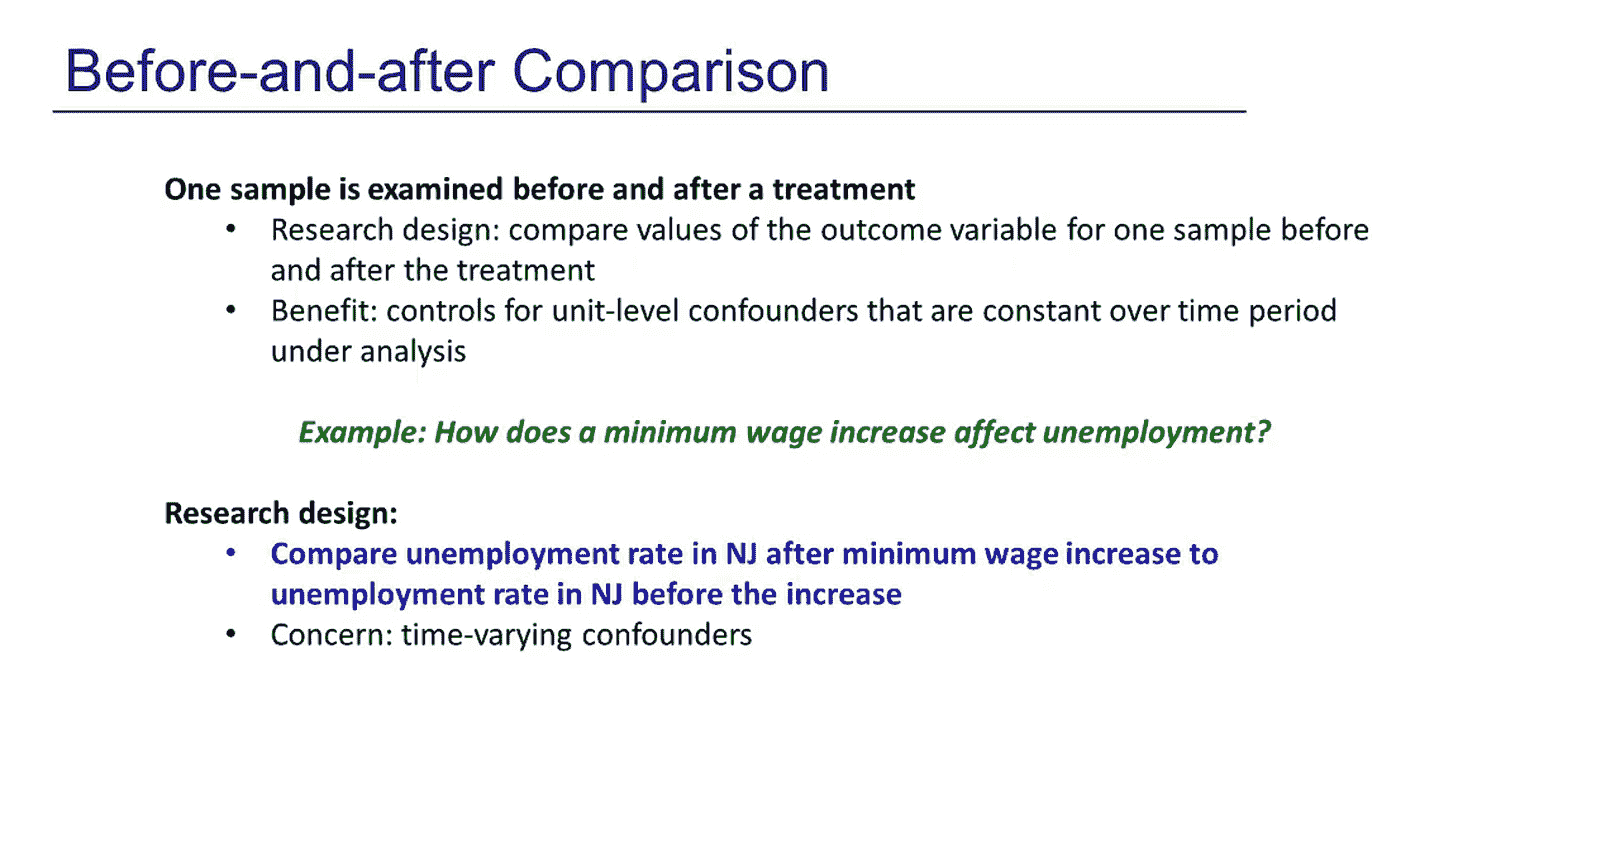 Before-and-after Comparison
One sample is examined before and after a treatment
• Research design: compare values of the outcome variable for one sample before
and after the treatment
• Benefit: controls for unit-level confounders that are constant over time period
under analysis
Example: How does a minimum wage increase affect unemployment?
Research design:
• Compare unemployment rate in NJ after minimum wage increase to
unemployment rate in NJ before the increase
• Concern: time-varying confounders